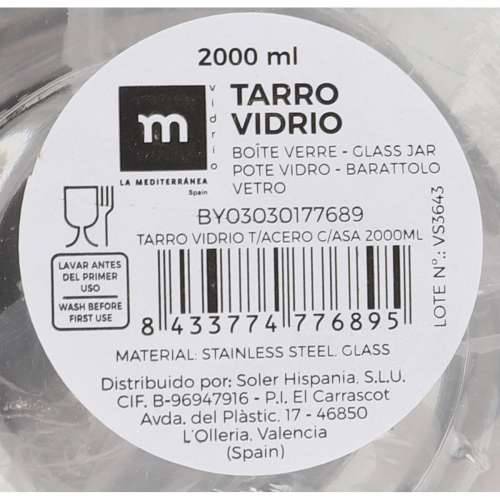 2000 ml
m
vidrio
LA MEDITERRÁNEA
Spain
TARRO
VIDRIO
BOÎTE VERRE - GLASS JAR
POTE VIDRO - BARATTOLO
VETRO
BY03030177689
TARRO VIDRIO T/ACERO C/ASA 2000ML
LAVAR ANTES
DEL PRIMER
USO
WASH BEFORE
FIRST USE
8 433774 776895
LOTE Nº.: VS3643
MATERIAL: STAINLESS STEEL. GLASS
Distribuido por: Soler Hispania, S.L.U.
CIF. B-96947916 - P.I. El Carrascot
Avda. del Plàstic, 17 - 46850
L'Olleria, Valencia
(Spain)